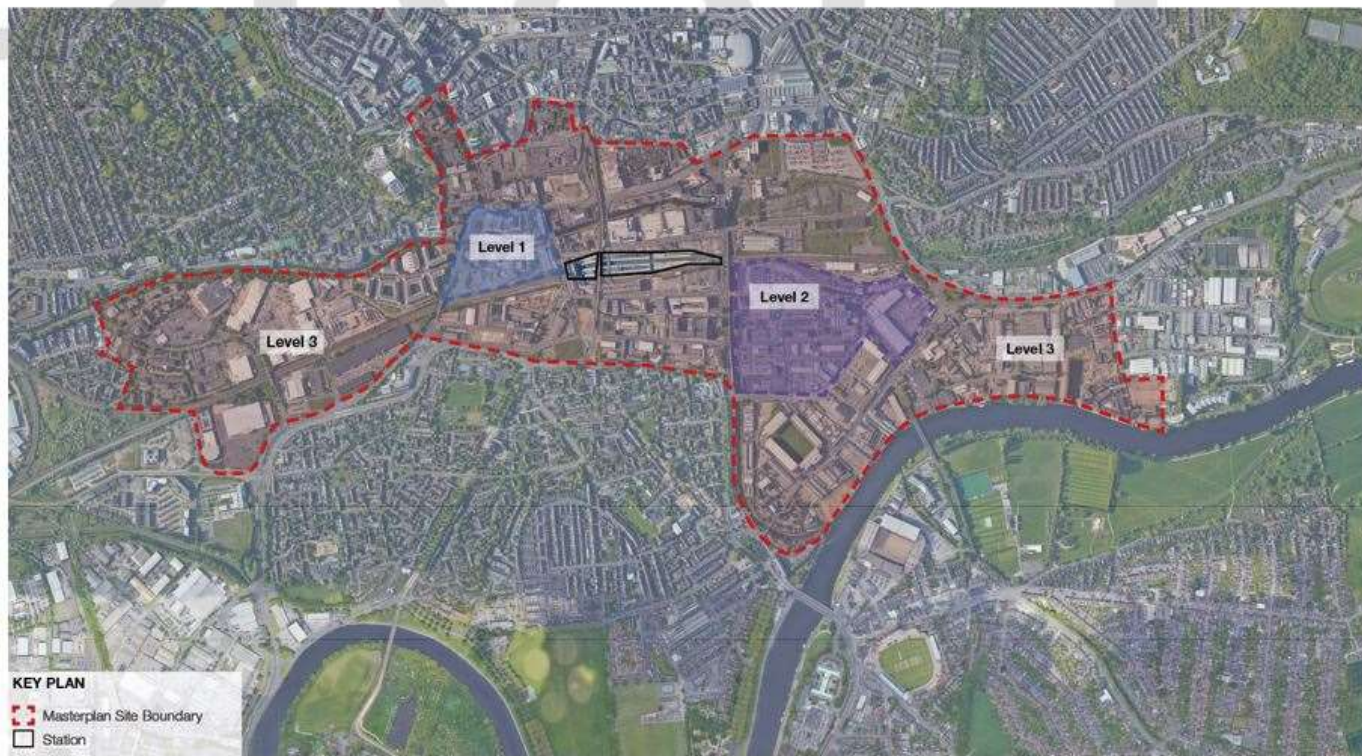 Level 1
Level 2
Level 3
Level 3
KEY PLAN
Masterplan Site Boundary
Station